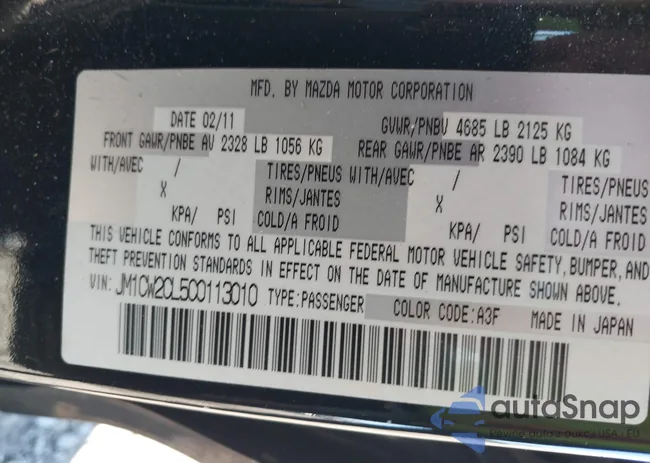 MFD. BY MAZDA MOTOR CORPORATION
DATE 02/11 GVWR/PNBV 4685 LB 2125 KG
FRONT GAWR/PNBE AV 2328 LB 1056 KG REAR GAWR/PNBE AR 2390 LB 1084 KG
WITH/AVEC / TIRES/PNEUS WITH/AVEC / TIRES/PNEUS
X RIMS/JANTES X RIMS/JANTES
KPA/ PSI COLD/A FROID KPA/ PSI COLD/A FROID
THIS VEHICLE CONFORMS TO ALL APPLICABLE FEDERAL MOTOR VEHICLE SAFETY, BUMPER, AND
THEFT PREVENTION STANDARDS IN EFFECT ON THE DATE OF MANUFACTURE SHOWN ABOVE.
VIN: JM1CW2CL5C0113010 TYPE:PASSENGER COLOR CODE:A3F MADE IN JAPAN
autoSnap